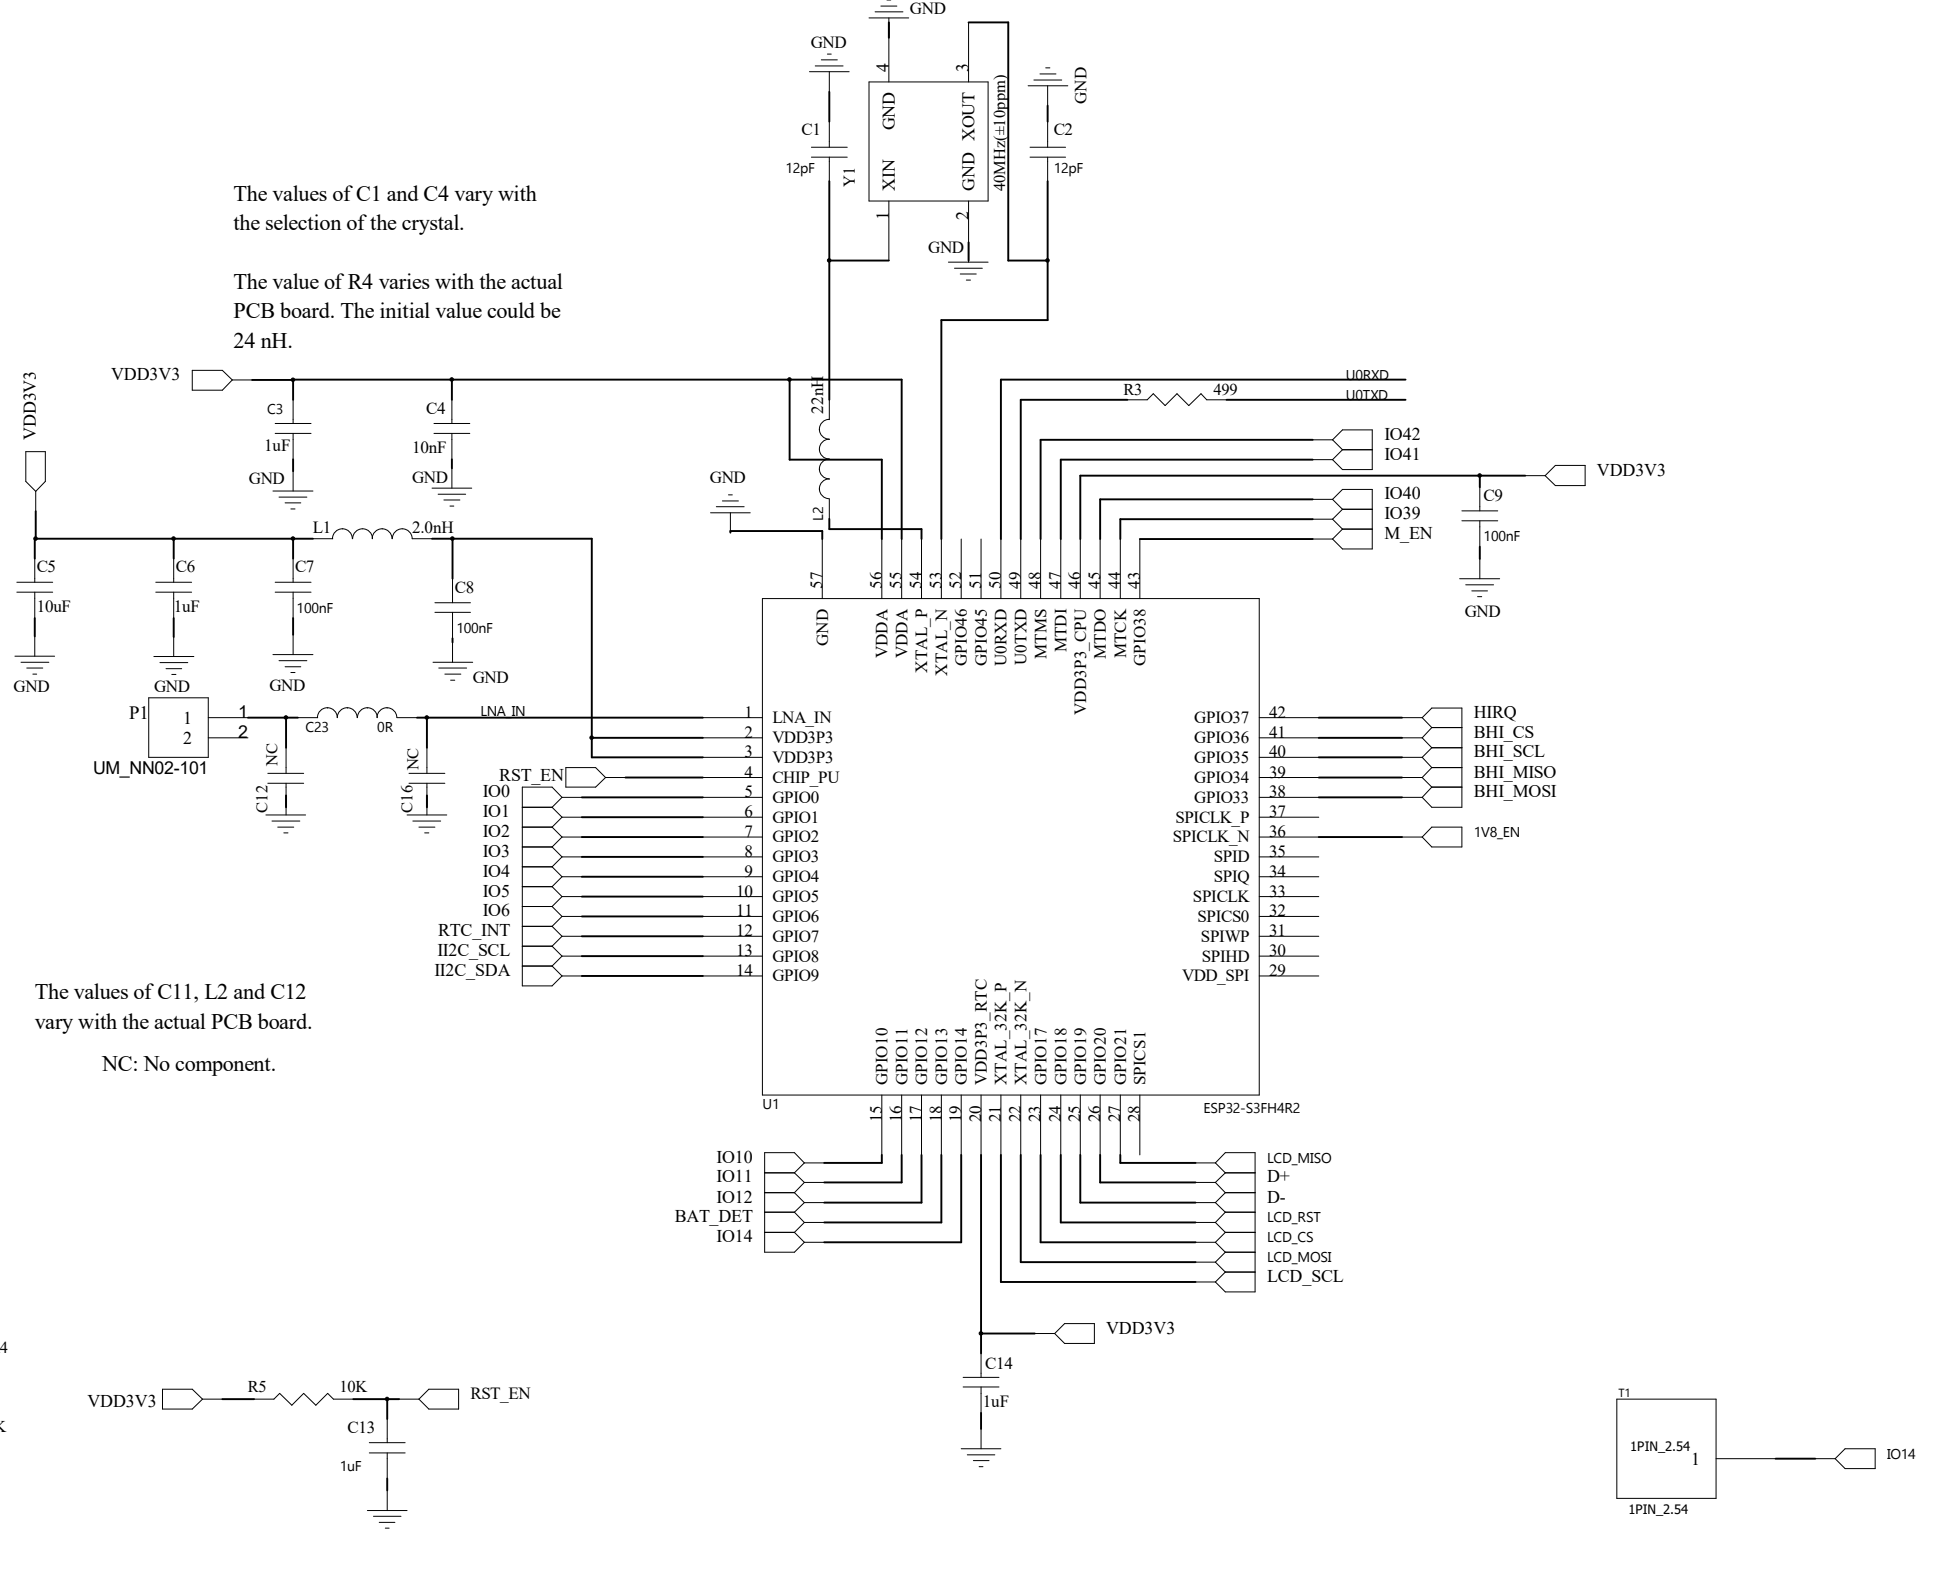 GND
GND
4
3
GND
C1
12pF
Y1
GND XOUT
XIN GND
40MHz(±10ppm)
C2
12pF
1
2
GND
The values of C1 and C4 vary with
the selection of the crystal.
The value of R4 varies with the actual
PCB board. The initial value could be
24 nH.
VDD3V3
VDD3V3
C3
1uF
GND
C4
10nF
GND
22nH
L2
GND
U0RXD
R3 499
U0TXD
IO42
IO41
VDD3V3
IO40
IO39
M_EN
C9
100nF
GND
L1 2.0nH
C5
10uF
GND
C6
1uF
GND
C7
100nF
GND
C8
100nF
GND
57 56 55 54 53 52 51 50 49 48 47 46 45 44 43
GND VDDA VDDA XTAL_P XTAL_N GPIO46 GPIO45 U0RXD U0TXD MTMS MTDI VDD3P3_CPU MTDO MTCK GPIO38
P1
1 1
2 2
UM_NN02-101
C23 0R
LNA_IN
NC
C12
NC
C16
1 LNA_IN
2 VDD3P3
3 VDD3P3
RST_EN 4 CHIP_PU
IO0 5 GPIO0
IO1 6 GPIO1
IO2 7 GPIO2
IO3 8 GPIO3
IO4 9 GPIO4
IO5 10 GPIO5
IO6 11 GPIO6
RTC_INT 12 GPIO7
II2C_SCL 13 GPIO8
II2C_SDA 14 GPIO9
GPIO37 42 HIRQ
GPIO36 41 BHI_CS
GPIO35 40 BHI_SCL
GPIO34 39 BHI_MISO
GPIO33 38 BHI_MOSI
SPICLK_P 37
SPICLK_N 36 1V8_EN
SPID 35
SPIQ 34
SPICLK 33
SPICS0 32
SPIWP 31
SPIHD 30
VDD_SPI 29
The values of C11, L2 and C12
vary with the actual PCB board.
NC: No component.
GPIO10 GPIO11 GPIO12 GPIO13 GPIO14 VDD3P3_RTC XTAL_32K_P XTAL_32K_N GPIO17 GPIO18 GPIO19 GPIO20 GPIO21 SPICS1
U1
ESP32-S3FH4R2
15 16 17 18 19 20 21 22 23 24 25 26 27 28
IO10
IO11
IO12
BAT_DET
IO14
LCD_MISO
D+
D-
LCD_RST
LCD_CS
LCD_MOSI
LCD_SCL
VDD3V3
C14
1uF
4
K
VDD3V3 R5 10K RST_EN
C13
1uF
T1
1PIN_2.54
1
1PIN_2.54
IO14